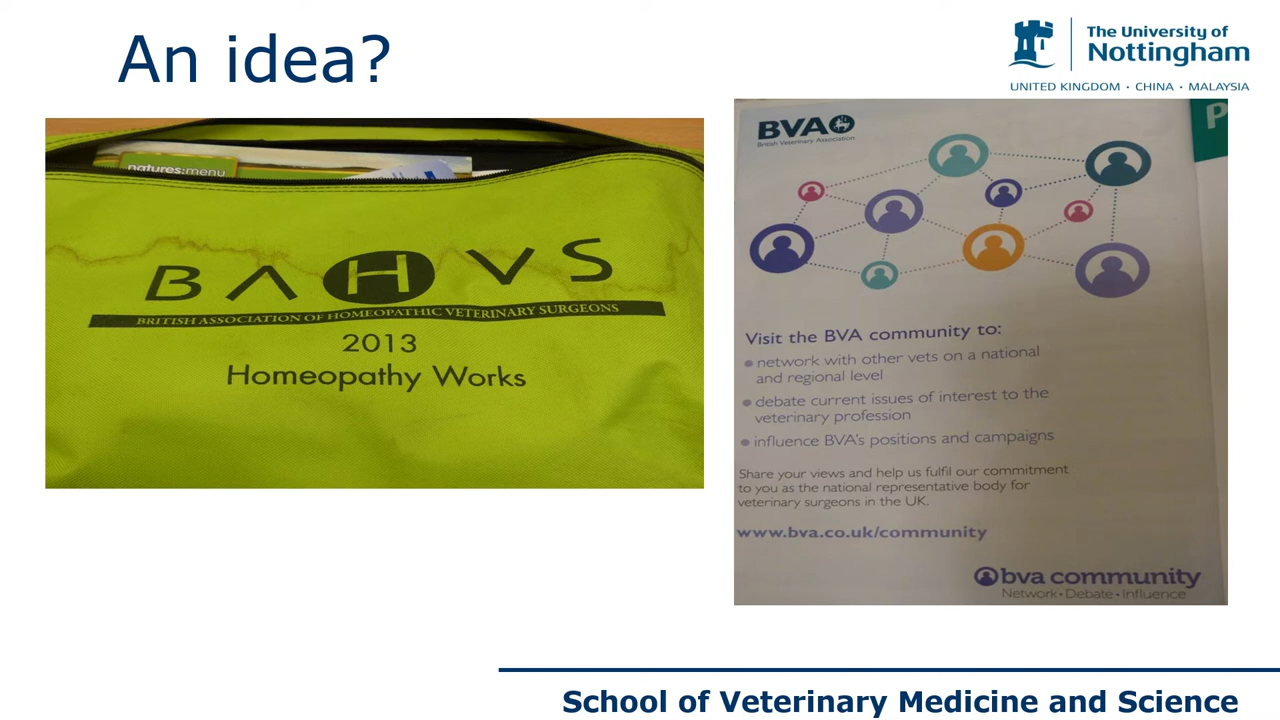 An idea?
The University of
Nottingham
UNITED KINGDOM · CHINA · MALAYSIA
natures:menu
BAHVS
BRITISH ASSOCIATION OF HOMEOPATHIC VETERINARY SURGEONS
2013
Homeopathy Works
BVA
British Veterinary Association
P
Visit the BVA community to:
• network with other vets on a national
and regional level
• debate current issues of interest to the
veterinary profession
• influence BVA's positions and campaigns
Share your views and help us fulfil our commitment
to you as the national representative body for
veterinary surgeons in the UK.
www.bva.co.uk/community
bva community
Network • Debate • Influence
School of Veterinary Medicine and Science